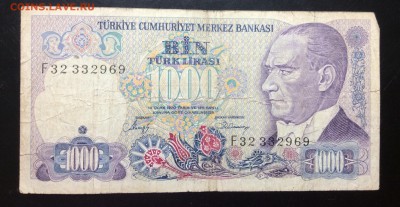 COINS.LAVE.RU
TÜRKİYE CUMHURİYET MERKEZ BANKASI
BİN
TÜRK LİRASI
1000
F32 332969
F32 332969
1000
1000